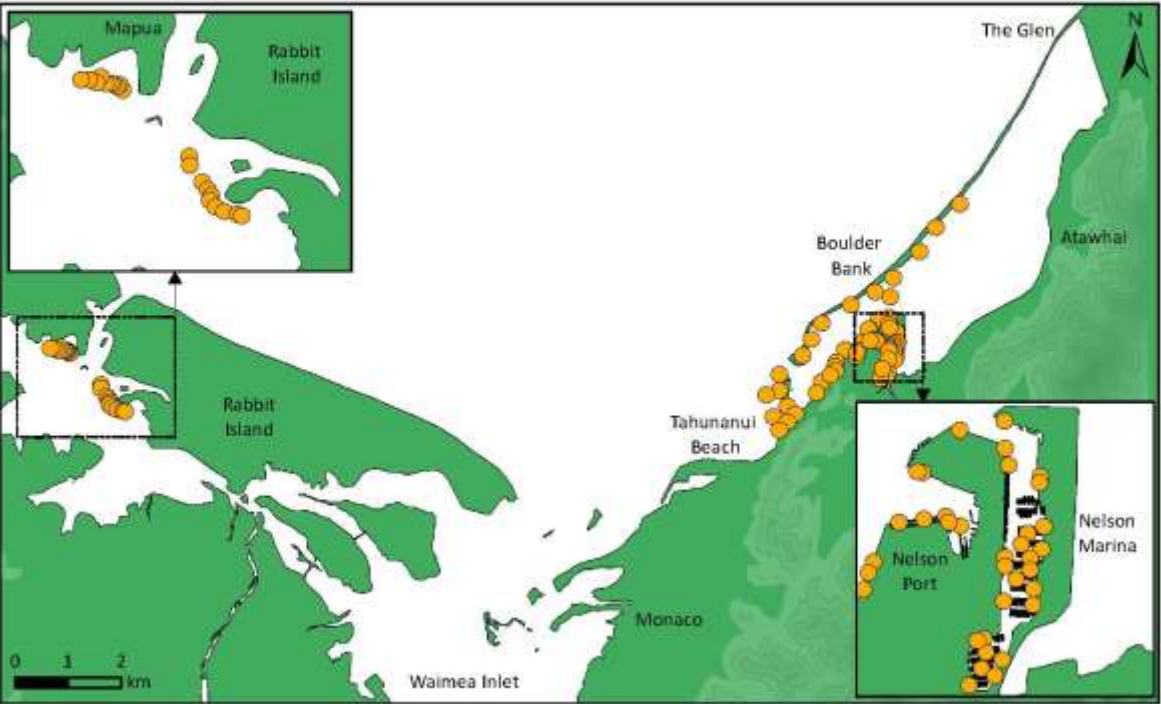 Mapua
Rabbit
Island
The Glen
N
Boulder
Bank
Atawhai
Rabbit
Island
Tahunanui
Beach
Nelson
Marina
Nelson
Port
Monaco
0 1 2
km
Waimea Inlet